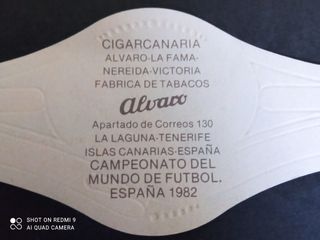 CIGARCANARIA
ALVARO-LA FAMA-
NEREIDA-VICTORIA
FABRICA DE TABACOS
alvaro
Apartado de Correos 130
LA LAGUNA-TENERIFE
ISLAS CANARIAS-ESPAÑA
CAMPEONATO DEL
MUNDO DE FUTBOL.
ESPAÑA 1982
SHOT ON REDMI 9
AI QUAD CAMERA